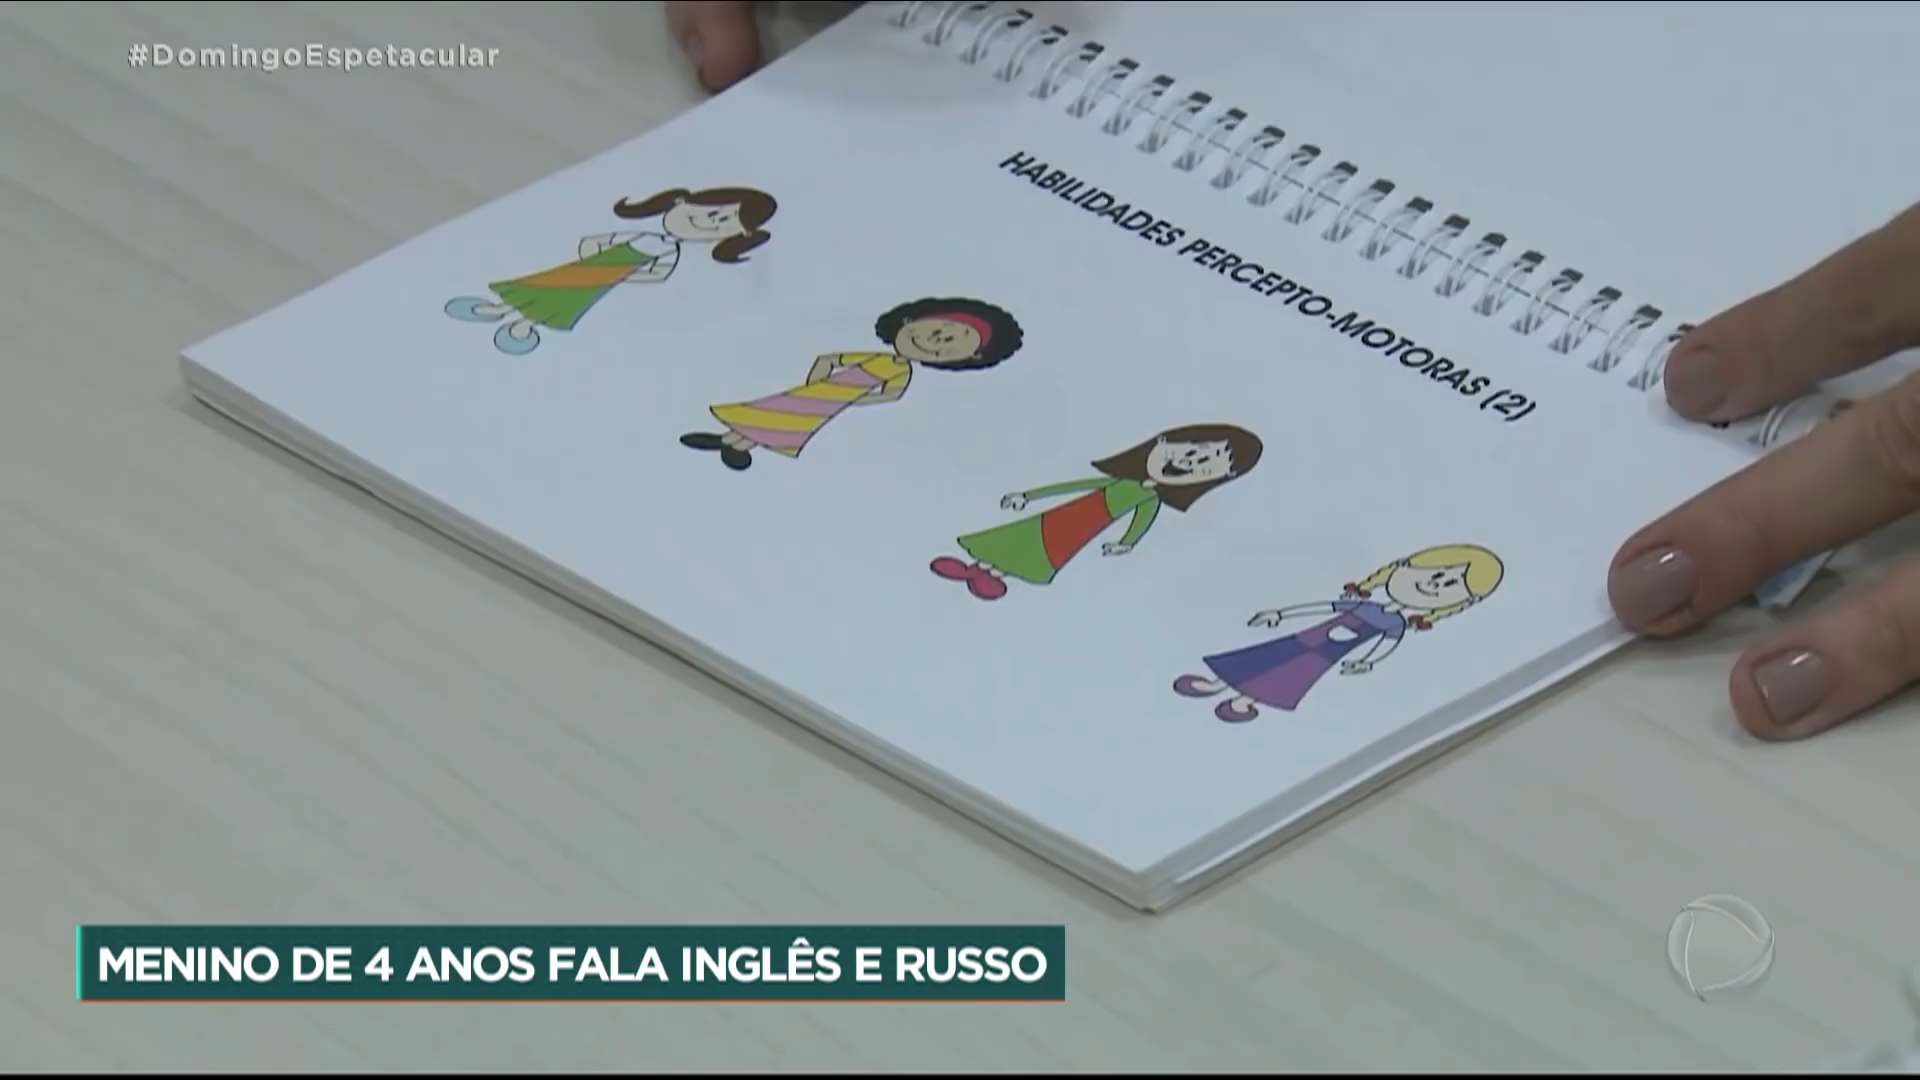 #DomingoEspetacular
HABILIDADES PERCEPTO-MOTORAS (2)
MENINO DE 4 ANOS FALA INGLÊS E RUSSO